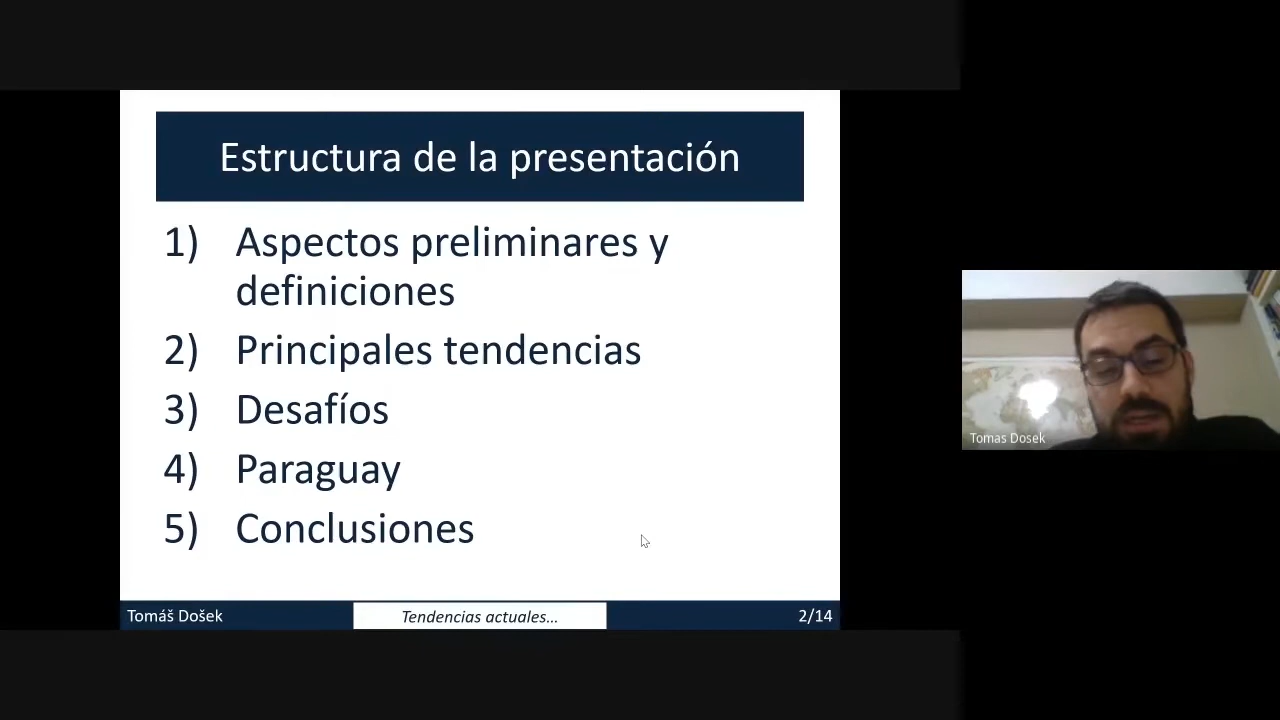 Estructura de la presentación
1) Aspectos preliminares y
definiciones
2) Principales tendencias
3) Desafíos
4) Paraguay
5) Conclusiones
Tomáš Došek
Tendencias actuales...
2/14
Tomas Dosek